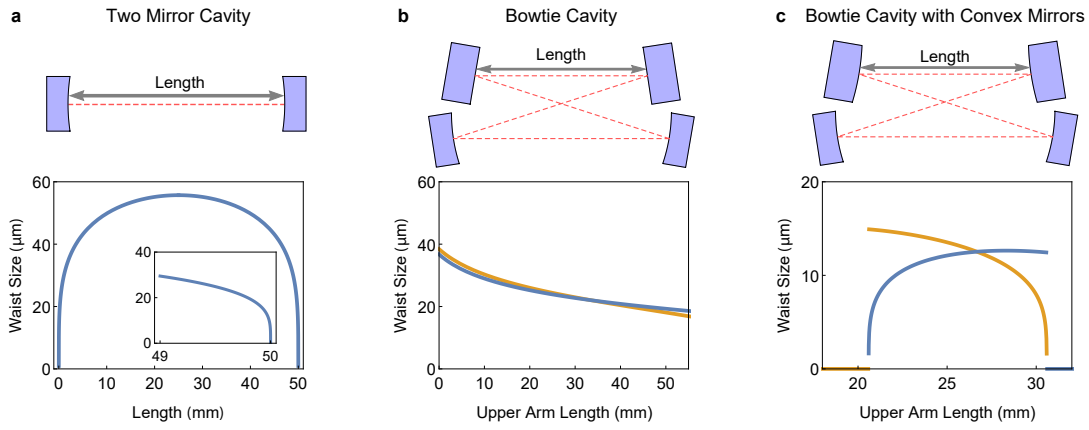 a Two Mirror Cavity
Length
Waist Size (μm)
60
40
20
0
40
20
0
49 50
0 10 20 30 40 50
Length (mm)
b Bowtie Cavity
Length
Waist Size (μm)
60
40
20
0
0 10 20 30 40 50
Upper Arm Length (mm)
c Bowtie Cavity with Convex Mirrors
Length
Waist Size (μm)
20
10
0
20 25 30
Upper Arm Length (mm)